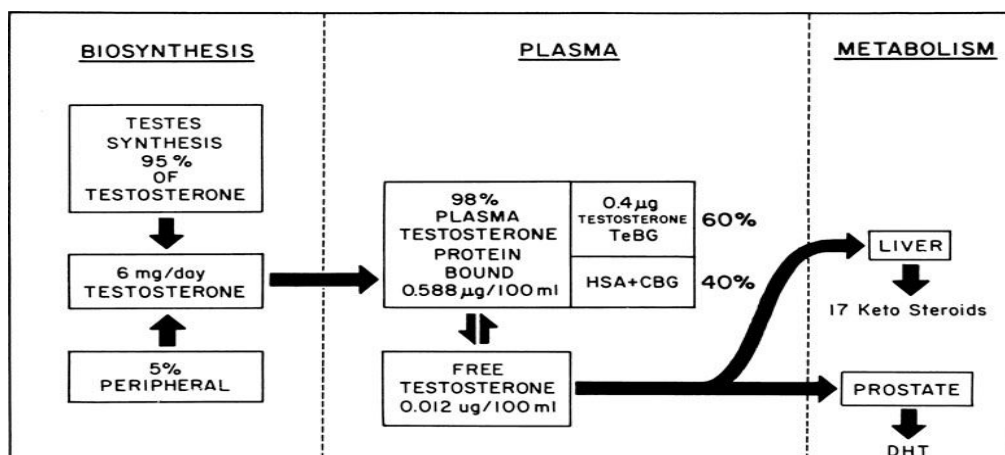 BIOSYNTHESIS
TESTES
SYNTHESIS
95%
OF
TESTOSTERONE
6 mg/day
TESTOSTERONE
5%
PERIPHERAL
PLASMA
98%
PLASMA
TESTOSTERONE
PROTEIN
BOUND
0.588 µg/100 ml
0.4 µg
TESTOSTERONE
TeBG
60%
HSA+CBG
40%
FREE
TESTOSTERONE
0.012 ug/100 ml
METABOLISM
LIVER
17 Keto Steroids
PROSTATE
DHT